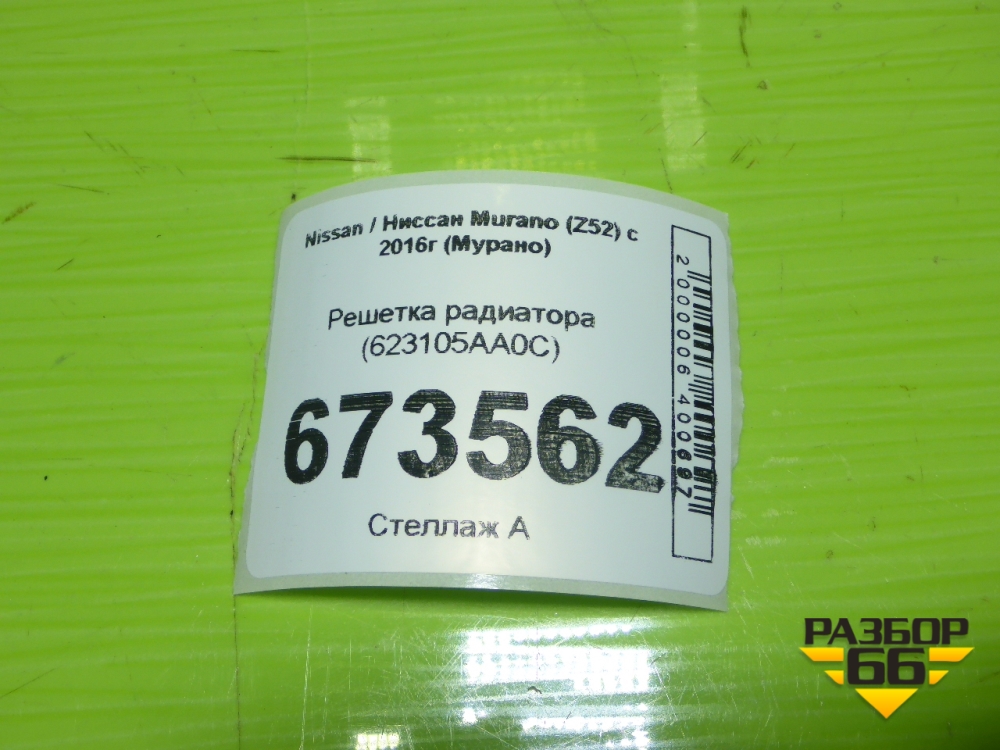 Nissan / Ниссан Murano (Z52) с
2016г (Мурано)
Решетка радиатора
(623105AA0C)
673562
Стеллаж А
2000006400697
РАЗБОР
66